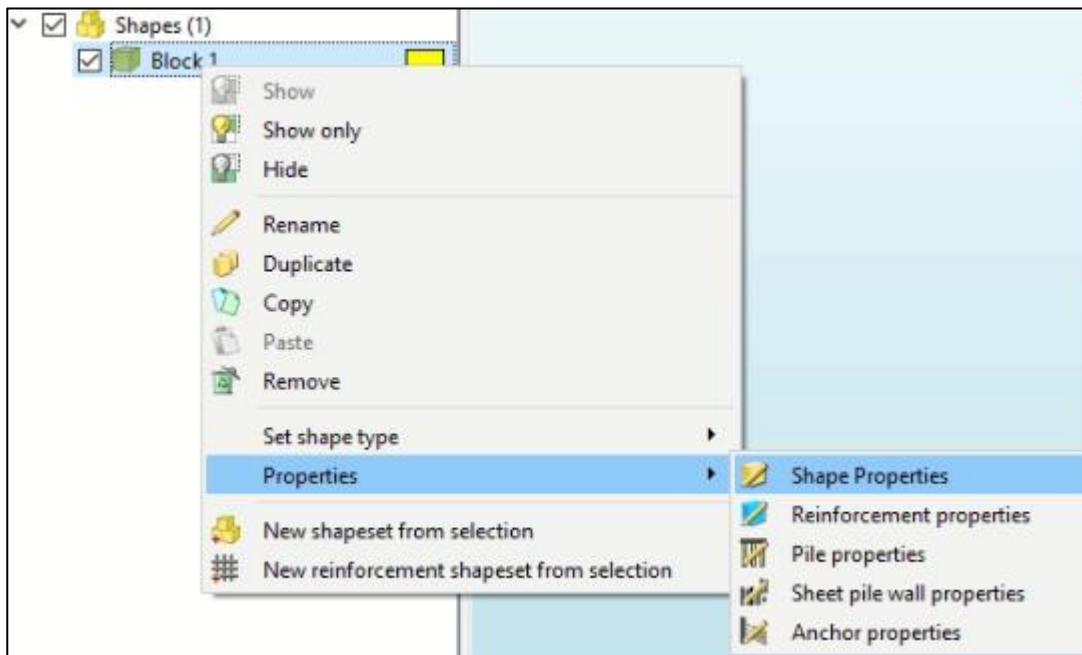 Shapes (1)
Block 1
Show
Show only
Hide
Rename
Duplicate
Copy
Paste
Remove
Set shape type
Properties
New shapeset from selection
New reinforcement shapeset from selection
Shape Properties
Reinforcement properties
Pile properties
Sheet pile wall properties
Anchor properties